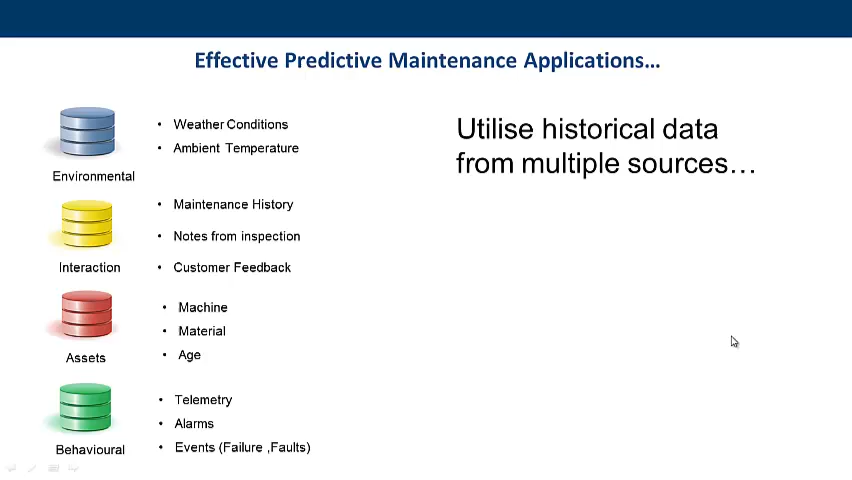 Effective Predictive Maintenance Applications…
Utilise historical data
from multiple sources…
• Weather Conditions
• Ambient Temperature
Environmental
• Maintenance History
• Notes from inspection
• Customer Feedback
Interaction
• Machine
• Material
• Age
Assets
• Telemetry
• Alarms
• Events (Failure ,Faults)
Behavioural